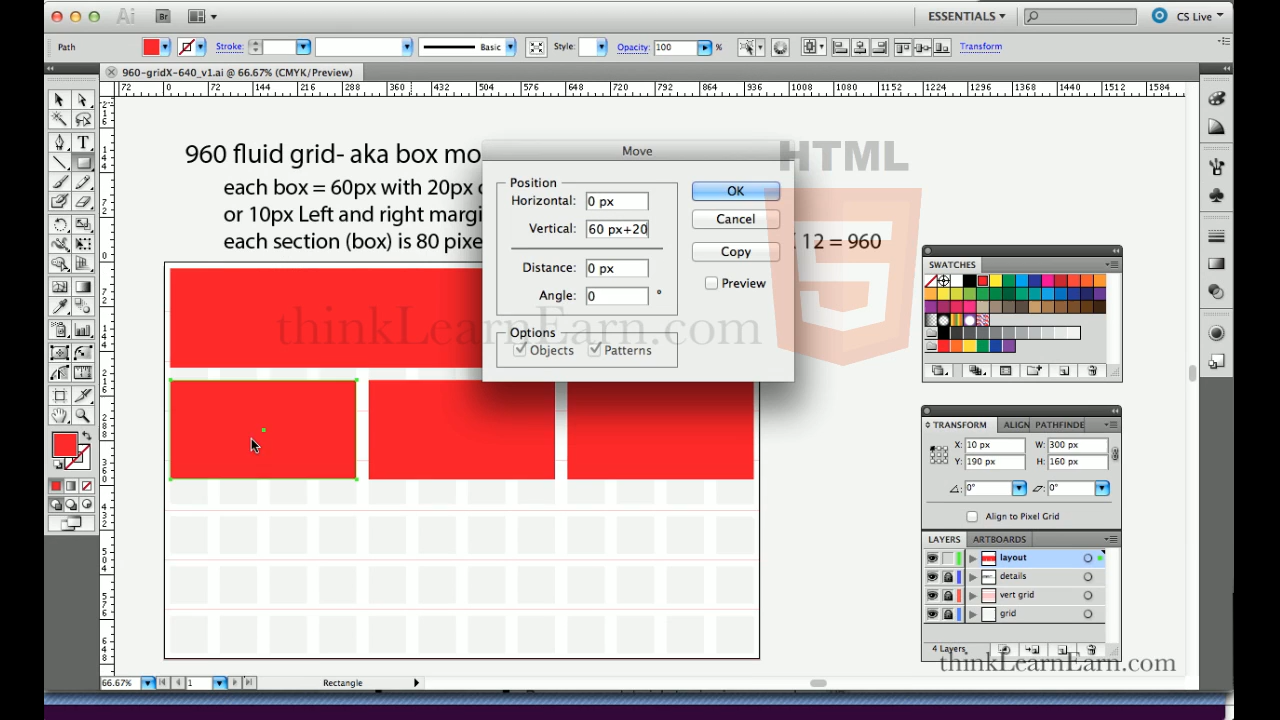 Ai
Br
ESSENTIALS
CS Live
Path
Stroke:
Basic
Style:
Opacity: 100 %
Transform
960-gridX-640_v1.ai @ 66.67% (CMYK/Preview)
72 0 72 144 216 288 360 432 504 576 648 720 792 864 936 1008 1080 1152 1224 1296 1368 1440 1512 1584
960 fluid grid- aka box mo
each box = 60px with 20px
or 10px Left and right margi
each section (box) is 80 pixe
12 = 960
Move
Position
Horizontal: 0 px
Vertical: 60 px+20
Distance: 0 px
Angle: 0 °
Options
Objects
Patterns
OK
Cancel
Copy
Preview
HTML
5
thinkLearnEarn.com
SWATCHES
TRANSFORM
ALIGN
PATHFINDE
X: 10 px
W: 300 px
Y: 190 px
H: 160 px
0°
0°
Align to Pixel Grid
LAYERS
ARTBOARDS
layout
details
vert grid
grid
4 Layers
thinkLearnEarn.com
66.67%
1
Rectangle